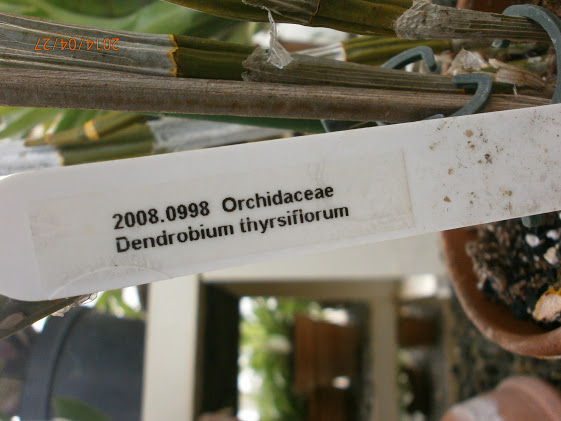 2014/04/27
2008.0998 Orchidaceae
Dendrobium thyrsiflorum